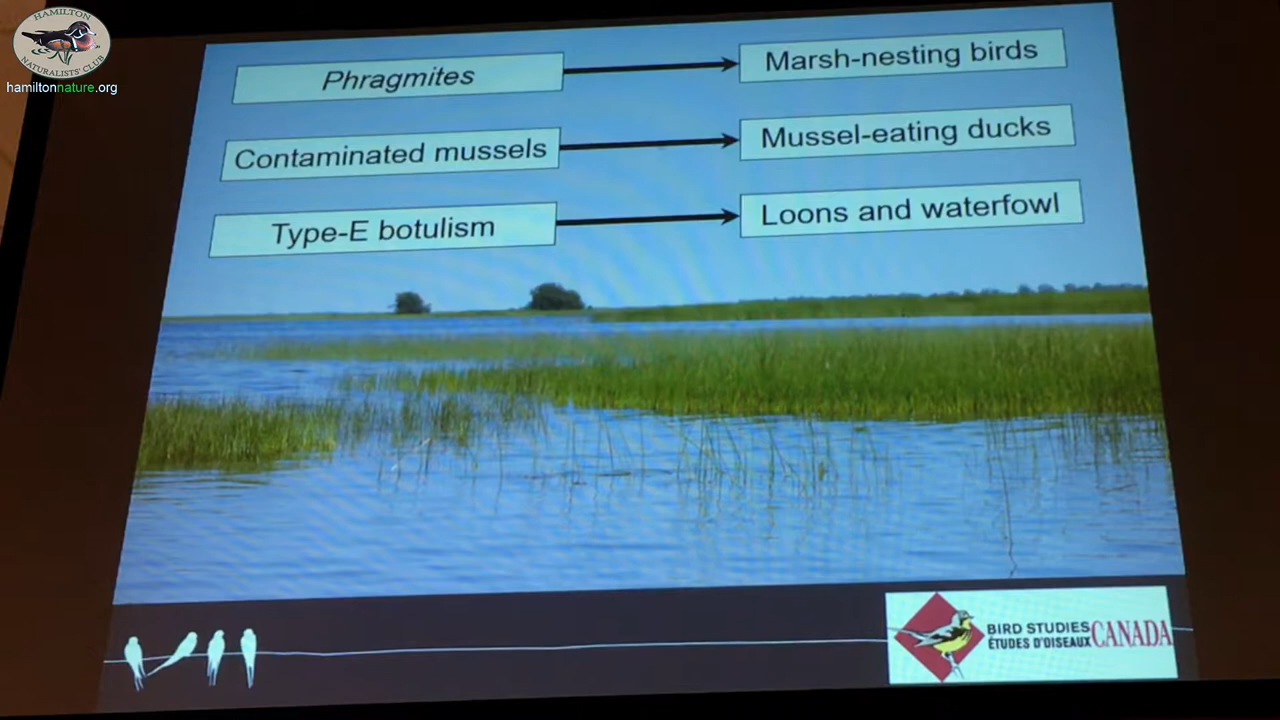 HAMILTON
NATURALISTS' CLUB
hamiltonnature.org
Phragmites
Marsh-nesting birds
Contaminated mussels
Mussel-eating ducks
Type-E botulism
Loons and waterfowl
BIRD STUDIES
ÉTUDES D'OISEAUX
CANADA